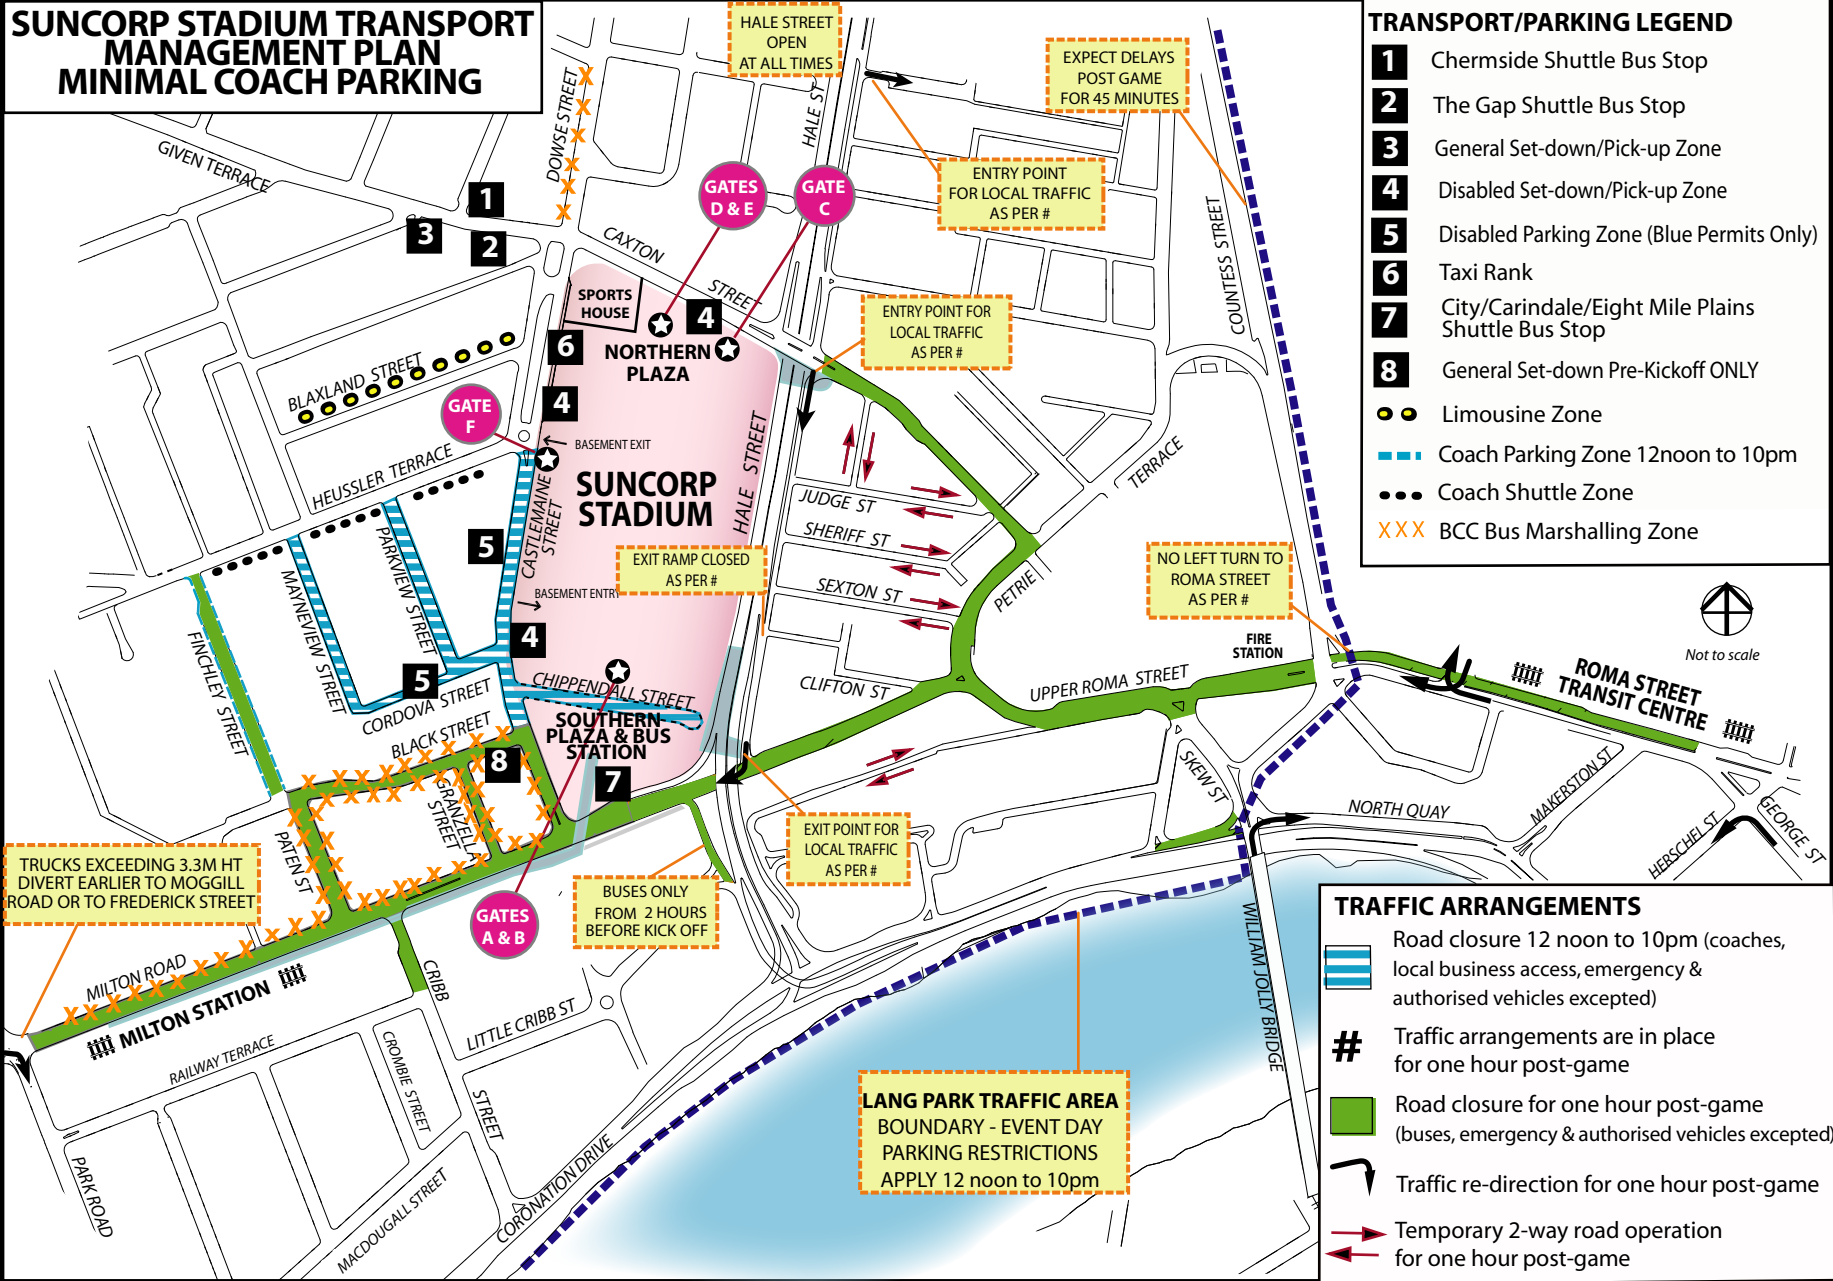 SUNCORP STADIUM TRANSPORT
MANAGEMENT PLAN
MINIMAL COACH PARKING
HALE STREET
OPEN
AT ALL TIMES
EXPECT DELAYS
POST GAME
FOR 45 MINUTES
ENTRY POINT
FOR LOCAL TRAFFIC
AS PER #
ENTRY POINT FOR
LOCAL TRAFFIC
AS PER #
GIVEN TERRACE
DOWSE STREET
HALE ST
COUNTESS STREET
1
3
2
GATES
D & E
GATE
C
CAXTON
STREET
SPORTS
HOUSE
4
6
NORTHERN
PLAZA
BLAXLAND STREET
GATE
F
4
BASEMENT EXIT
HEUSSLER TERRACE
SUNCORP
STADIUM
CASTLEMAINE
STREET
HALE STREET
JUDGE ST
SHERIFF ST
SEXTON ST
CLIFTON ST
PETRIE
TERRACE
5
EXIT RAMP CLOSED
AS PER #
BASEMENT ENTRY
4
NO LEFT TURN TO
ROMA STREET
AS PER #
FIRE
STATION
Not to scale
ROMA STREET
TRANSIT CENTRE
UPPER ROMA STREET
FINCHLEY STREET
MAYNEVIEW STREET
PARKVIEW STREET
5
CORDOVA STREET
BLACK STREET
CHIPPENDALL STREET
SOUTHERN
PLAZA & BUS
STATION
8
7
GRANZELLA
STREET
PATEN ST
SKEW ST
NORTH QUAY
MAKERSTON ST
HERSCHEL ST
GEORGE ST
TRUCKS EXCEEDING 3.3M HT
DIVERT EARLIER TO MOGGILL
ROAD OR TO FREDERICK STREET
EXIT POINT FOR
LOCAL TRAFFIC
AS PER #
BUSES ONLY
FROM 2 HOURS
BEFORE KICK OFF
GATES
A & B
MILTON ROAD
MILTON STATION
CRIBB
STREET
LITTLE CRIBB ST
RAILWAY TERRACE
CROMBIE STREET
PARK ROAD
MACDOUGALL STREET
CORONATION DRIVE
WILLIAM JOLLY BRIDGE
LANG PARK TRAFFIC AREA
BOUNDARY - EVENT DAY
PARKING RESTRICTIONS
APPLY 12 noon to 10pm
TRANSPORT/PARKING LEGEND
1 Chermside Shuttle Bus Stop
2 The Gap Shuttle Bus Stop
3 General Set-down/Pick-up Zone
4 Disabled Set-down/Pick-up Zone
5 Disabled Parking Zone (Blue Permits Only)
6 Taxi Rank
7 City/Carindale/Eight Mile Plains
Shuttle Bus Stop
8 General Set-down Pre-Kickoff ONLY
Limousine Zone
Coach Parking Zone 12noon to 10pm
Coach Shuttle Zone
XXX BCC Bus Marshalling Zone
TRAFFIC ARRANGEMENTS
Road closure 12 noon to 10pm (coaches,
local business access, emergency &
authorised vehicles excepted)
# Traffic arrangements are in place
for one hour post-game
Road closure for one hour post-game
(buses, emergency & authorised vehicles excepted)
Traffic re-direction for one hour post-game
Temporary 2-way road operation
for one hour post-game